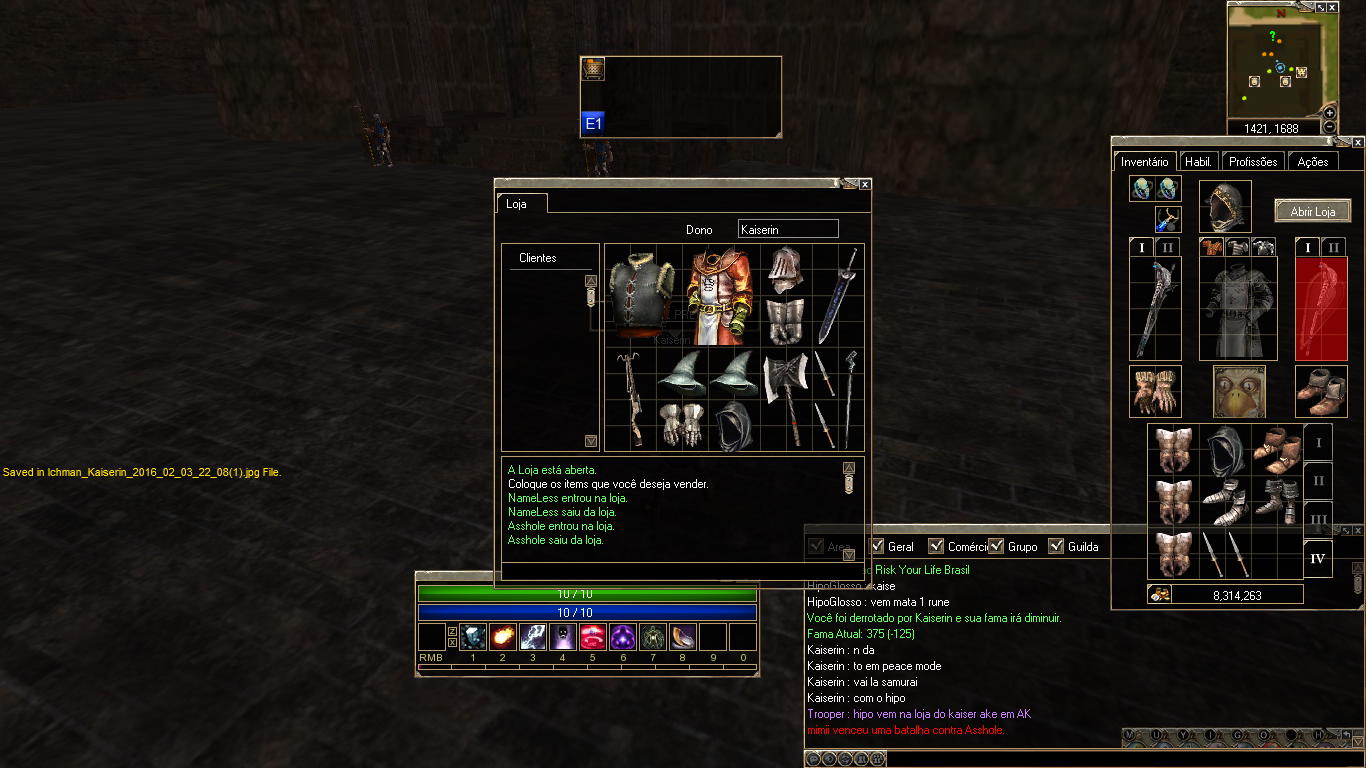 N
W
1421, 1688
E1
Inventário
Habil.
Profissões
Ações
Abrir Loja
I
II
I
II
Loja
Dono
Kaiserin
Clientes
Kaiserin
A Loja está aberta.
Coloque os items que você deseja vender.
NameLess entrou na loja.
NameLess saiu da loja.
Asshole entrou na loja.
Asshole saiu da loja.
Saved in Ichman_Kaiserin_2016_02_03_22_08(1).jpg File.
I
II
III
IV
8,314,263
10 / 10
10 / 10
Z
X
RMB 1 2 3 4 5 6 7 8 9 0
Area Geral Comérci Grupo Guilda
Risk Your Life Brasil
HipoGlosso : kaise
HipoGlosso : vem mata 1 rune
Você foi derrotado por Kaiserin e sua fama irá diminuir.
Fama Atual: 375 (-125)
Kaiserin : n da
Kaiserin : to em peace mode
Kaiserin : vai la samurai
Kaiserin : com o hipo
Trooper : hipo vem na loja do kaiser ake em AK
mimii venceu uma batalha contra Asshole.
M U Y I G O H